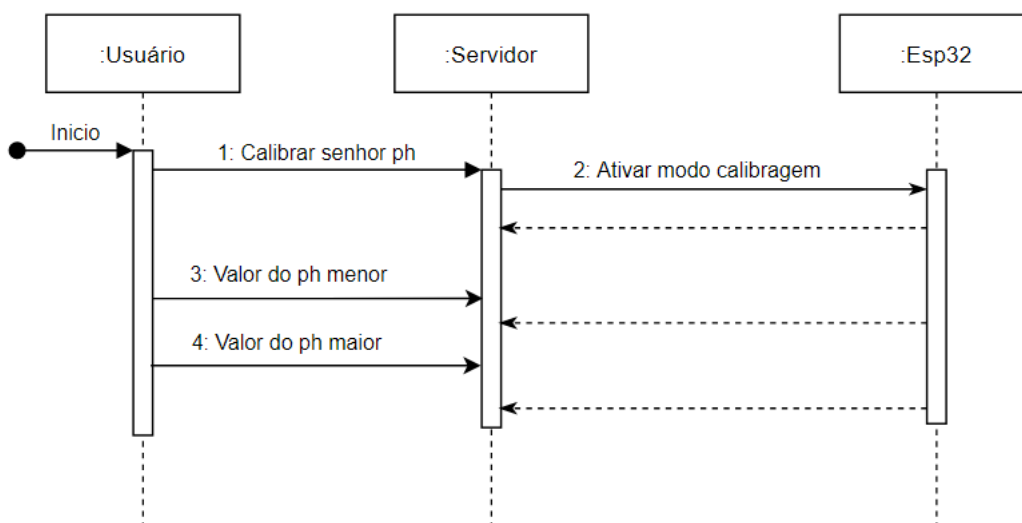 :Usuário
:Servidor
:Esp32
Inicio
1: Calibrar senhor ph
2: Ativar modo calibragem
3: Valor do ph menor
4: Valor do ph maior